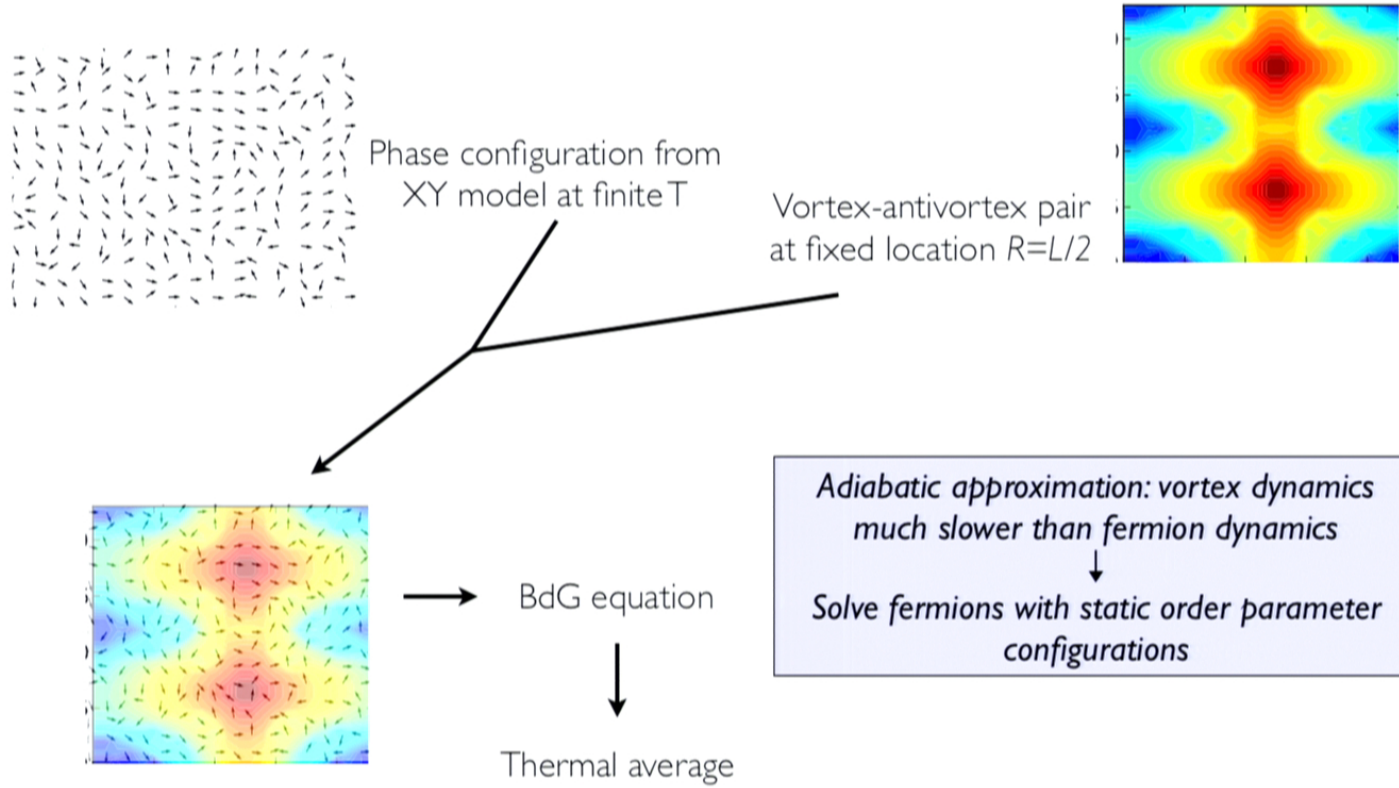 Phase configuration from
XY model at finite T
Vortex-antivortex pair
at fixed location R=L/2
Adiabatic approximation: vortex dynamics
much slower than fermion dynamics
Solve fermions with static order parameter
configurations
BdG equation
Thermal average